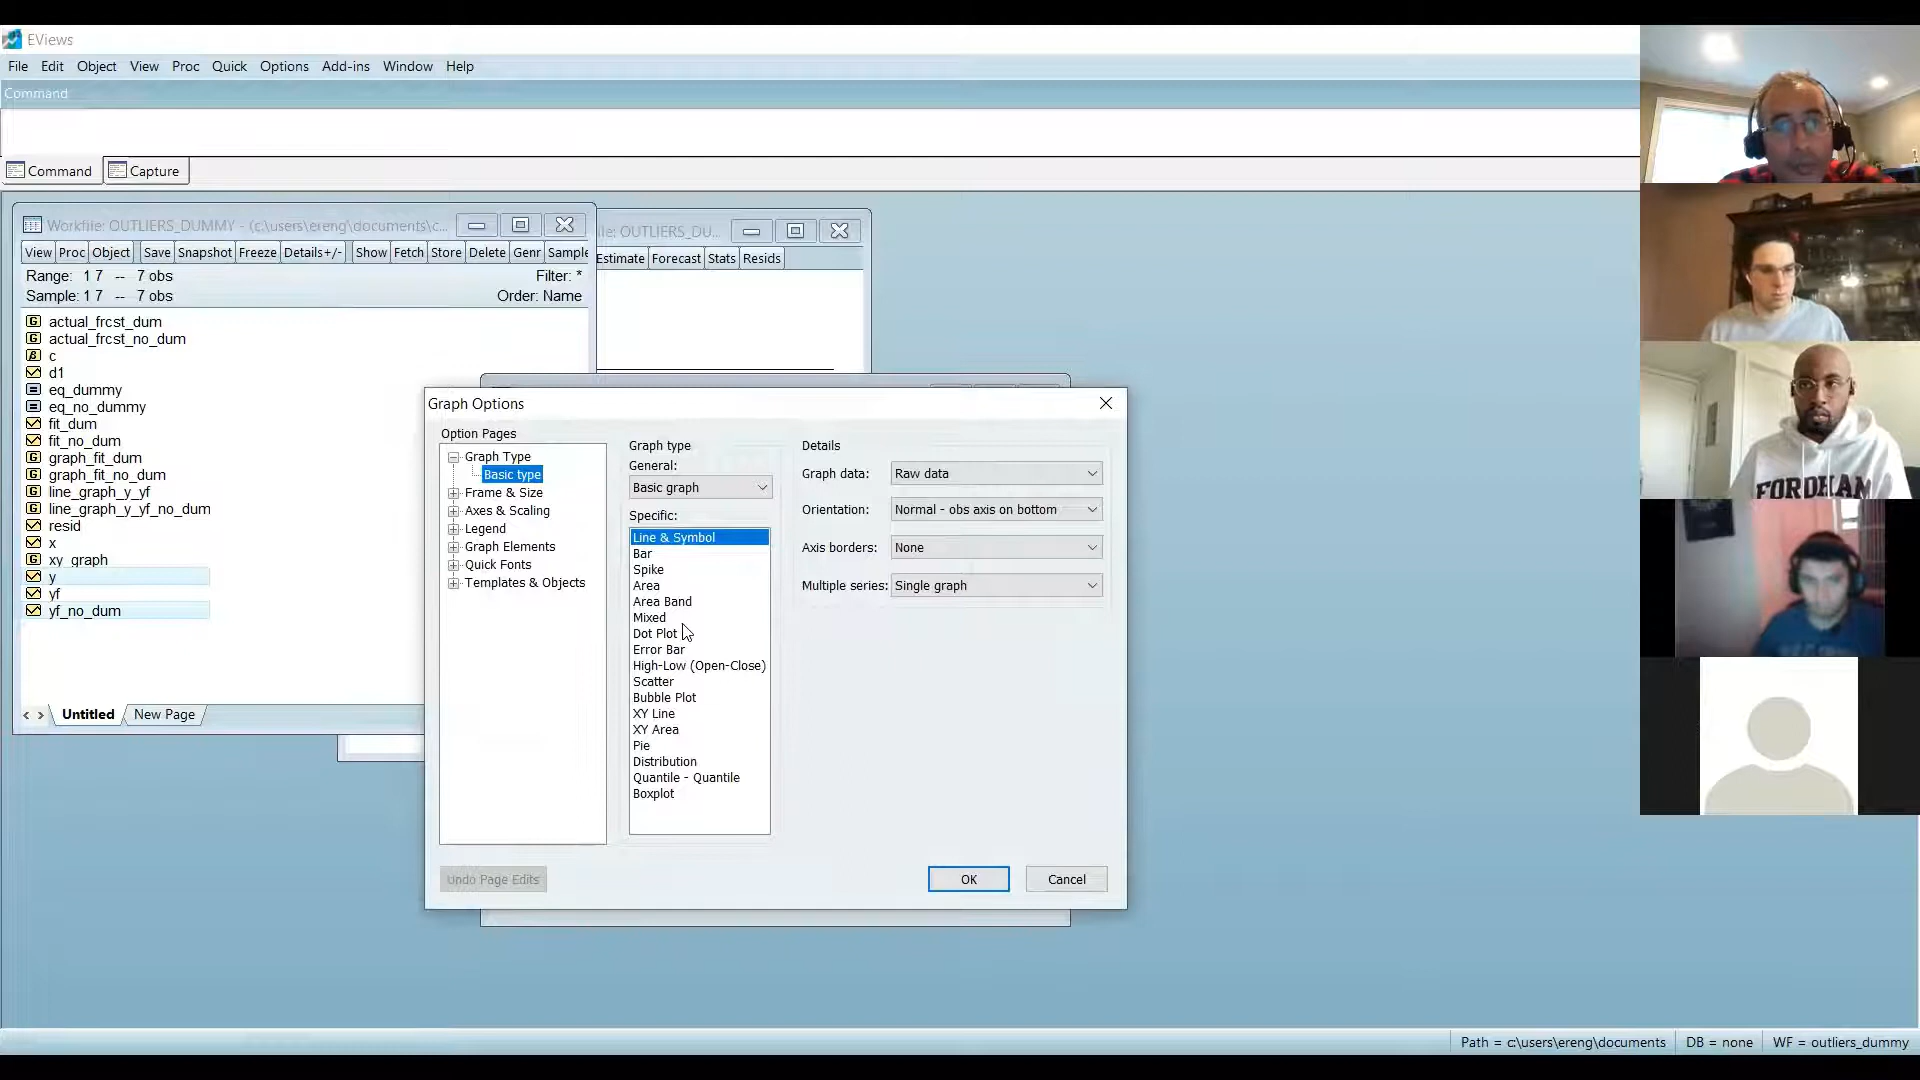 EViews
File Edit Object View Proc Quick Options Add-ins Window Help
Command
Command Capture
Workfile: OUTLIERS_DUMMY - (c:\users\ereng\documents\c...
View Proc Object Save Snapshot Freeze Details+/- Show Fetch Store Delete Genr Sample
Range: 1 7 -- 7 obs Filter: *
Sample: 1 7 -- 7 obs Order: Name
actual_frcst_dum
actual_frcst_no_dum
c
d1
eq_dummy
eq_no_dummy
fit_dum
fit_no_dum
graph_fit_dum
graph_fit_no_dum
line_graph_y_yf
line_graph_y_yf_no_dum
resid
x
xy_graph
y
yf
yf_no_dum
Untitled New Page
ile: OUTLIERS_DU...
Estimate Forecast Stats Resids
Graph Options
Option Pages
Graph Type
Basic type
Frame & Size
Axes & Scaling
Legend
Graph Elements
Quick Fonts
Templates & Objects
Undo Page Edits
Graph type
General:
Basic graph
Specific:
Line & Symbol
Bar
Spike
Area
Area Band
Mixed
Dot Plot
Error Bar
High-Low (Open-Close)
Scatter
Bubble Plot
XY Line
XY Area
Pie
Distribution
Quantile - Quantile
Boxplot
Details
Graph data: Raw data
Orientation: Normal - obs axis on bottom
Axis borders: None
Multiple series: Single graph
OK Cancel
FORDHAM
Path = c:\users\ereng\documents DB = none WF = outliers_dummy